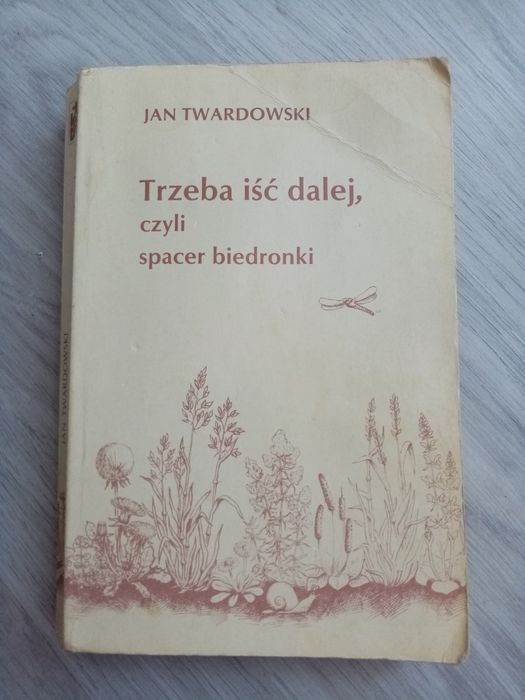 JAN TWARDOWSKI
Trzeba iść dalej,
czyli
spacer biedronki
JAN TWARDOWSKI